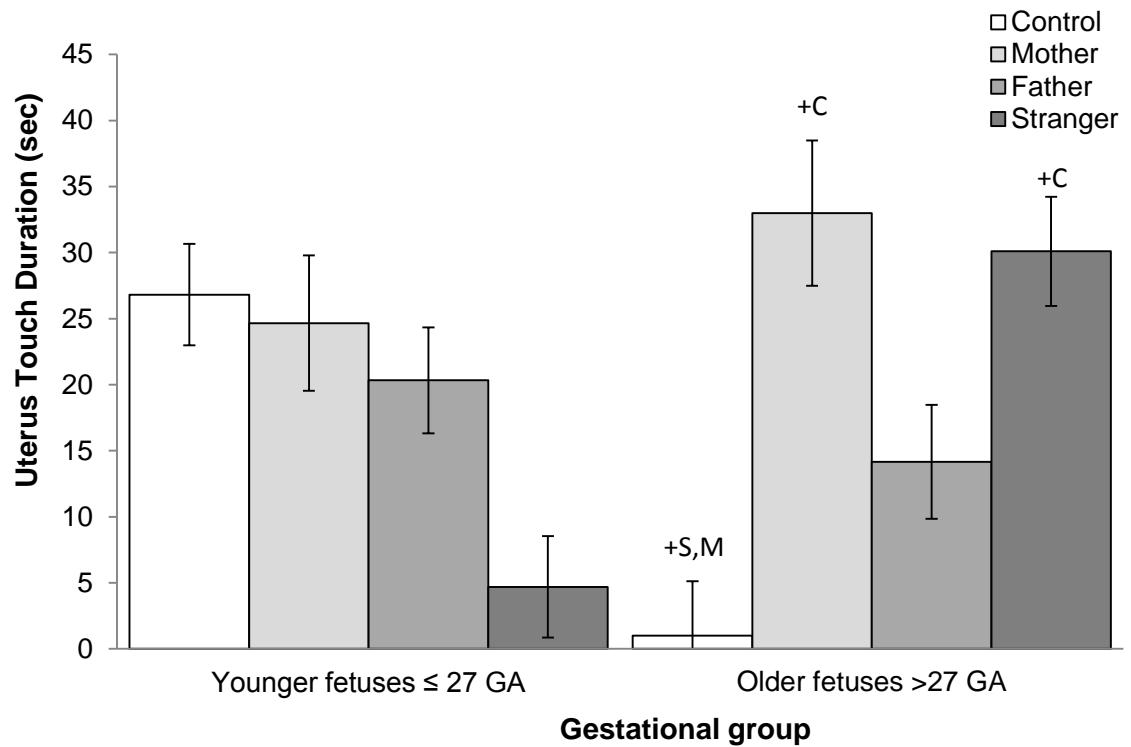 Control
Mother
Father
Stranger
Uterus Touch Duration (sec)
45
40
35
30
25
20
15
10
5
0
+C
+C
+S,M
Younger fetuses ≤ 27 GA
Older fetuses >27 GA
Gestational group